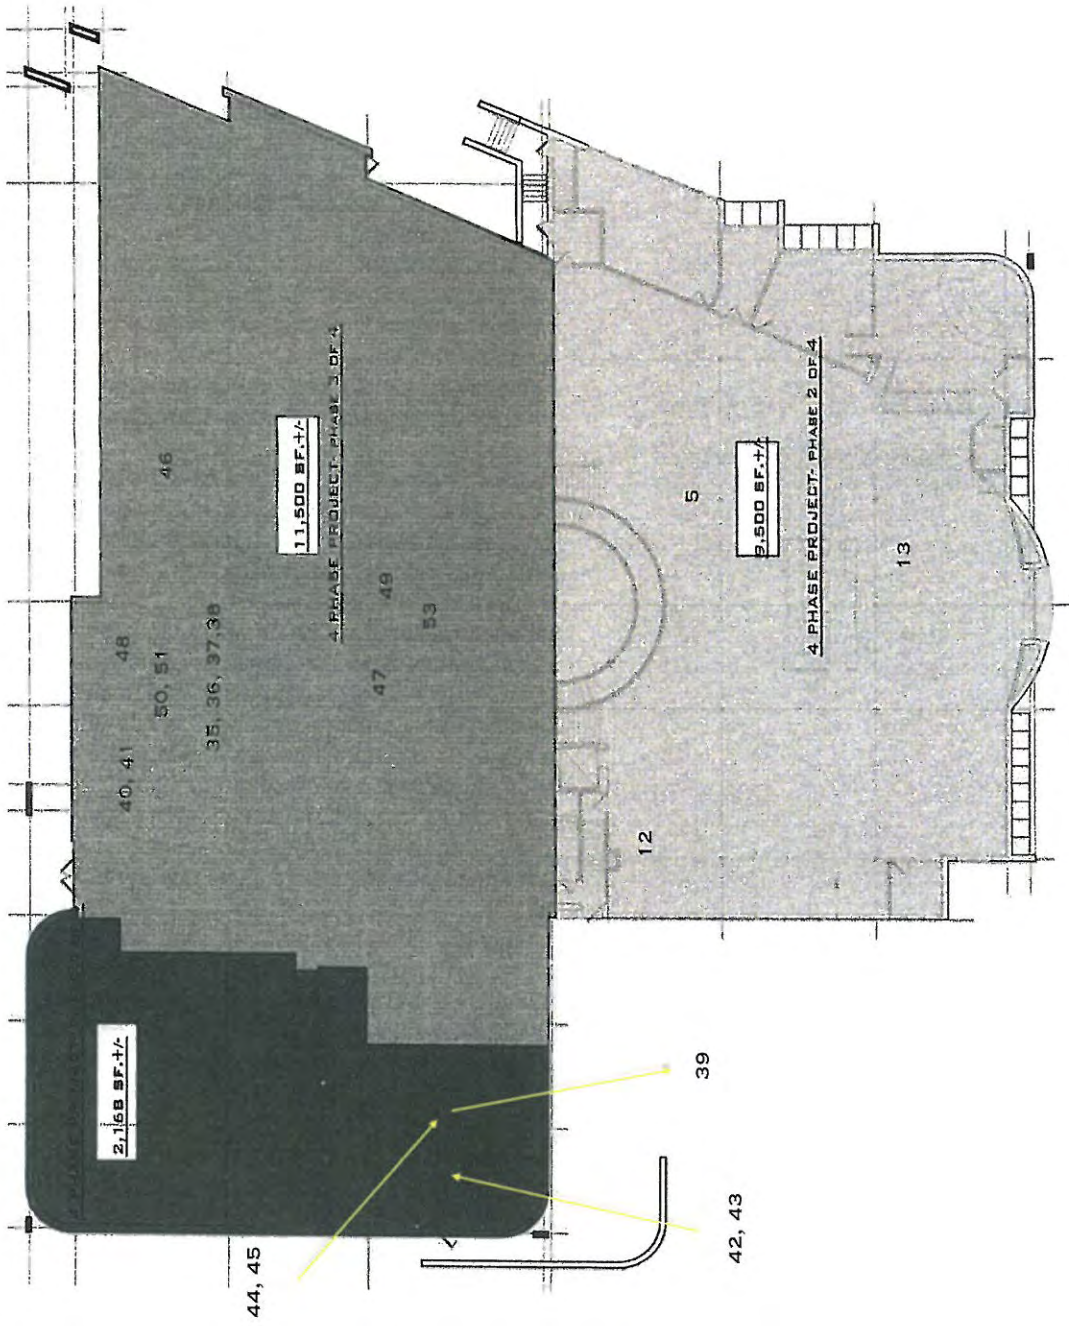 2,168 SF.+/-
44, 45
42, 43
39
40, 41
48
50, 51
35, 36, 37,38
46
11,500 SF.+/-
4 PHASE PROJECT- PHASE 3 OF 4
47
49
53
12
5
9,500 SF.+/-
4 PHASE PROJECT- PHASE 2 OF 4
13